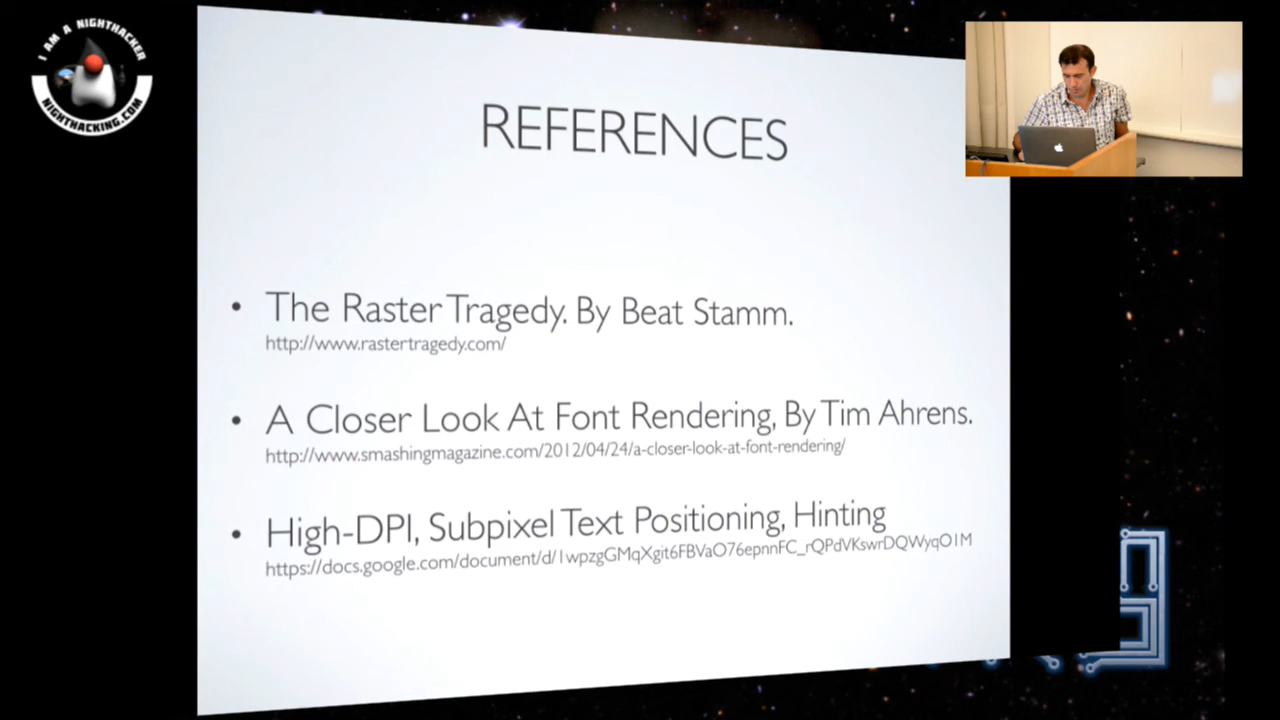 I AM A NIGHTHACKER
NIGHTHACKING.COM
REFERENCES
• The Raster Tragedy. By Beat Stamm.
http://www.rastertragedy.com/
• A Closer Look At Font Rendering, By Tim Ahrens.
http://www.smashingmagazine.com/2012/04/24/a-closer-look-at-font-rendering/
• High-DPI, Subpixel Text Positioning, Hinting
https://docs.google.com/document/d/1wpzgGMqXgit6FBVaO76epnnFC_rQPdVKswrDQWyqO1M